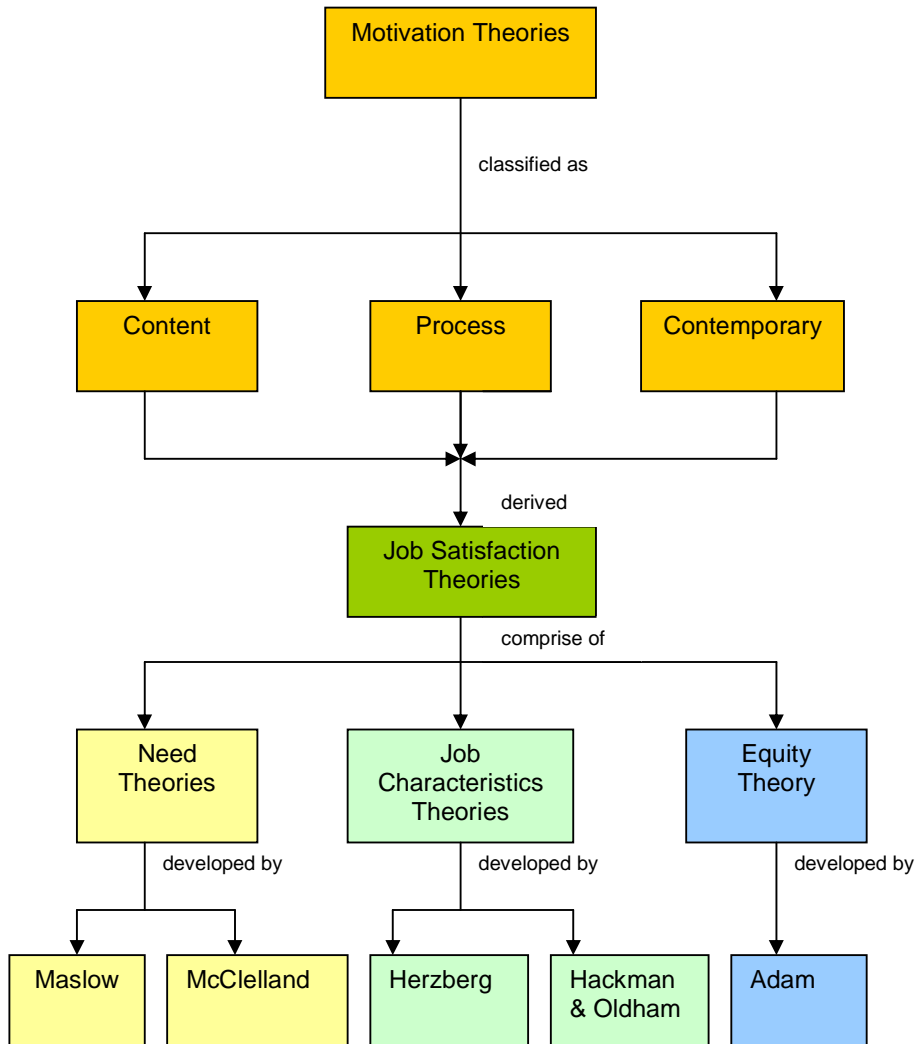 Motivation Theories
classified as
Content
Process
Contemporary
derived
Job Satisfaction
Theories
comprise of
Need
Theories
Job
Characteristics
Theories
Equity
Theory
developed by
developed by
developed by
Maslow
McClelland
Herzberg
Hackman
& Oldham
Adam